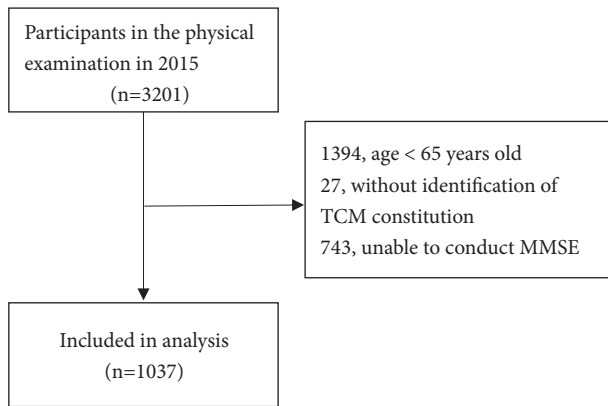 Participants in the physical
examination in 2015
(n=3201)
1394, age < 65 years old
27, without identification of
TCM constitution
743, unable to conduct MMSE
Included in analysis
(n=1037)